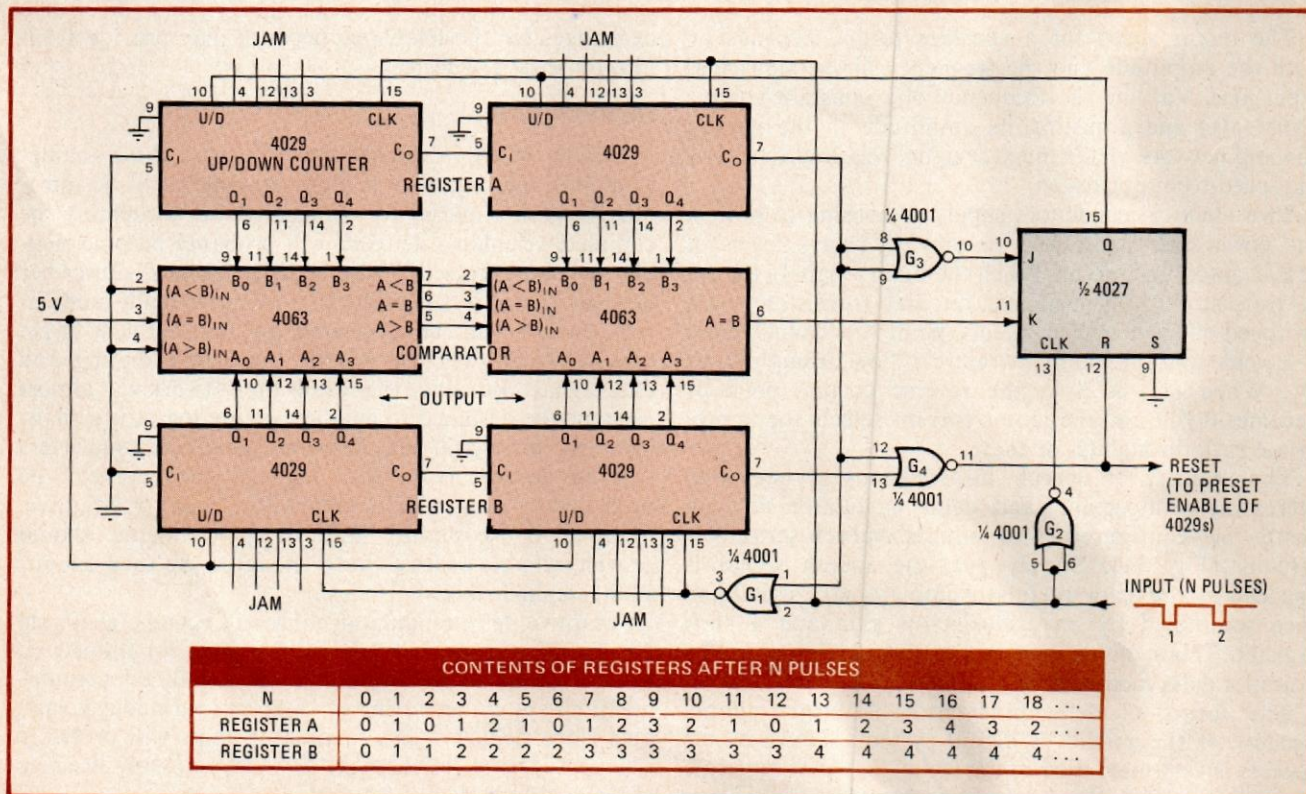 JAM JAM
10 4 12 13 3 15 10 4 12 13 3 15
9 U/D CLK 9 U/D CLK
4029 4029
UP/DOWN COUNTER
5 CI CO 7 5 CI CO 7
REGISTER A
Q1 Q2 Q3 Q4 Q1 Q2 Q3 Q4
6 11 14 2 6 11 14 2
9 11 14 1 9 11 14 1
B0 B1 B2 B3 B0 B1 B2 B3
5 V
2 (A < B)IN A < B 7 2 (A < B)IN
3 (A = B)IN 4063 A = B 6 3 (A = B)IN 4063 A = B 6
4 (A > B)IN A > B 5 4 (A > B)IN
COMPARATOR
A0 A1 A2 A3 A0 A1 A2 A3
10 12 13 15 10 12 13 15
← OUTPUT →
6 11 14 2 6 11 14 2
9 Q1 Q2 Q3 Q4 9 Q1 Q2 Q3 Q4
5 CI 4029 CO 7 5 CI 4029 CO 7
REGISTER B
U/D CLK U/D CLK
10 4 12 13 3 15 10 4 12 13 3 15
JAM JAM
¼ 4001
8 9 G3 10
10 J 15 Q
½ 4027
11 K
CLK R S
13 12 9
12 13 G4 11
¼ 4001
RESET
(TO PRESET
ENABLE OF
4029s)
4
¼ 4001 G2
5 6
¼ 4001
3 G1 1
2
INPUT (N PULSES)
1 2
CONTENTS OF REGISTERS AFTER N PULSES
N 0 1 2 3 4 5 6 7 8 9 10 11 12 13 14 15 16 17 18 ...
REGISTER A 0 1 0 1 2 1 0 1 2 3 2 1 0 1 2 3 4 3 2 ...
REGISTER B 0 1 1 2 2 2 2 3 3 3 3 3 3 4 4 4 4 4 4 ...